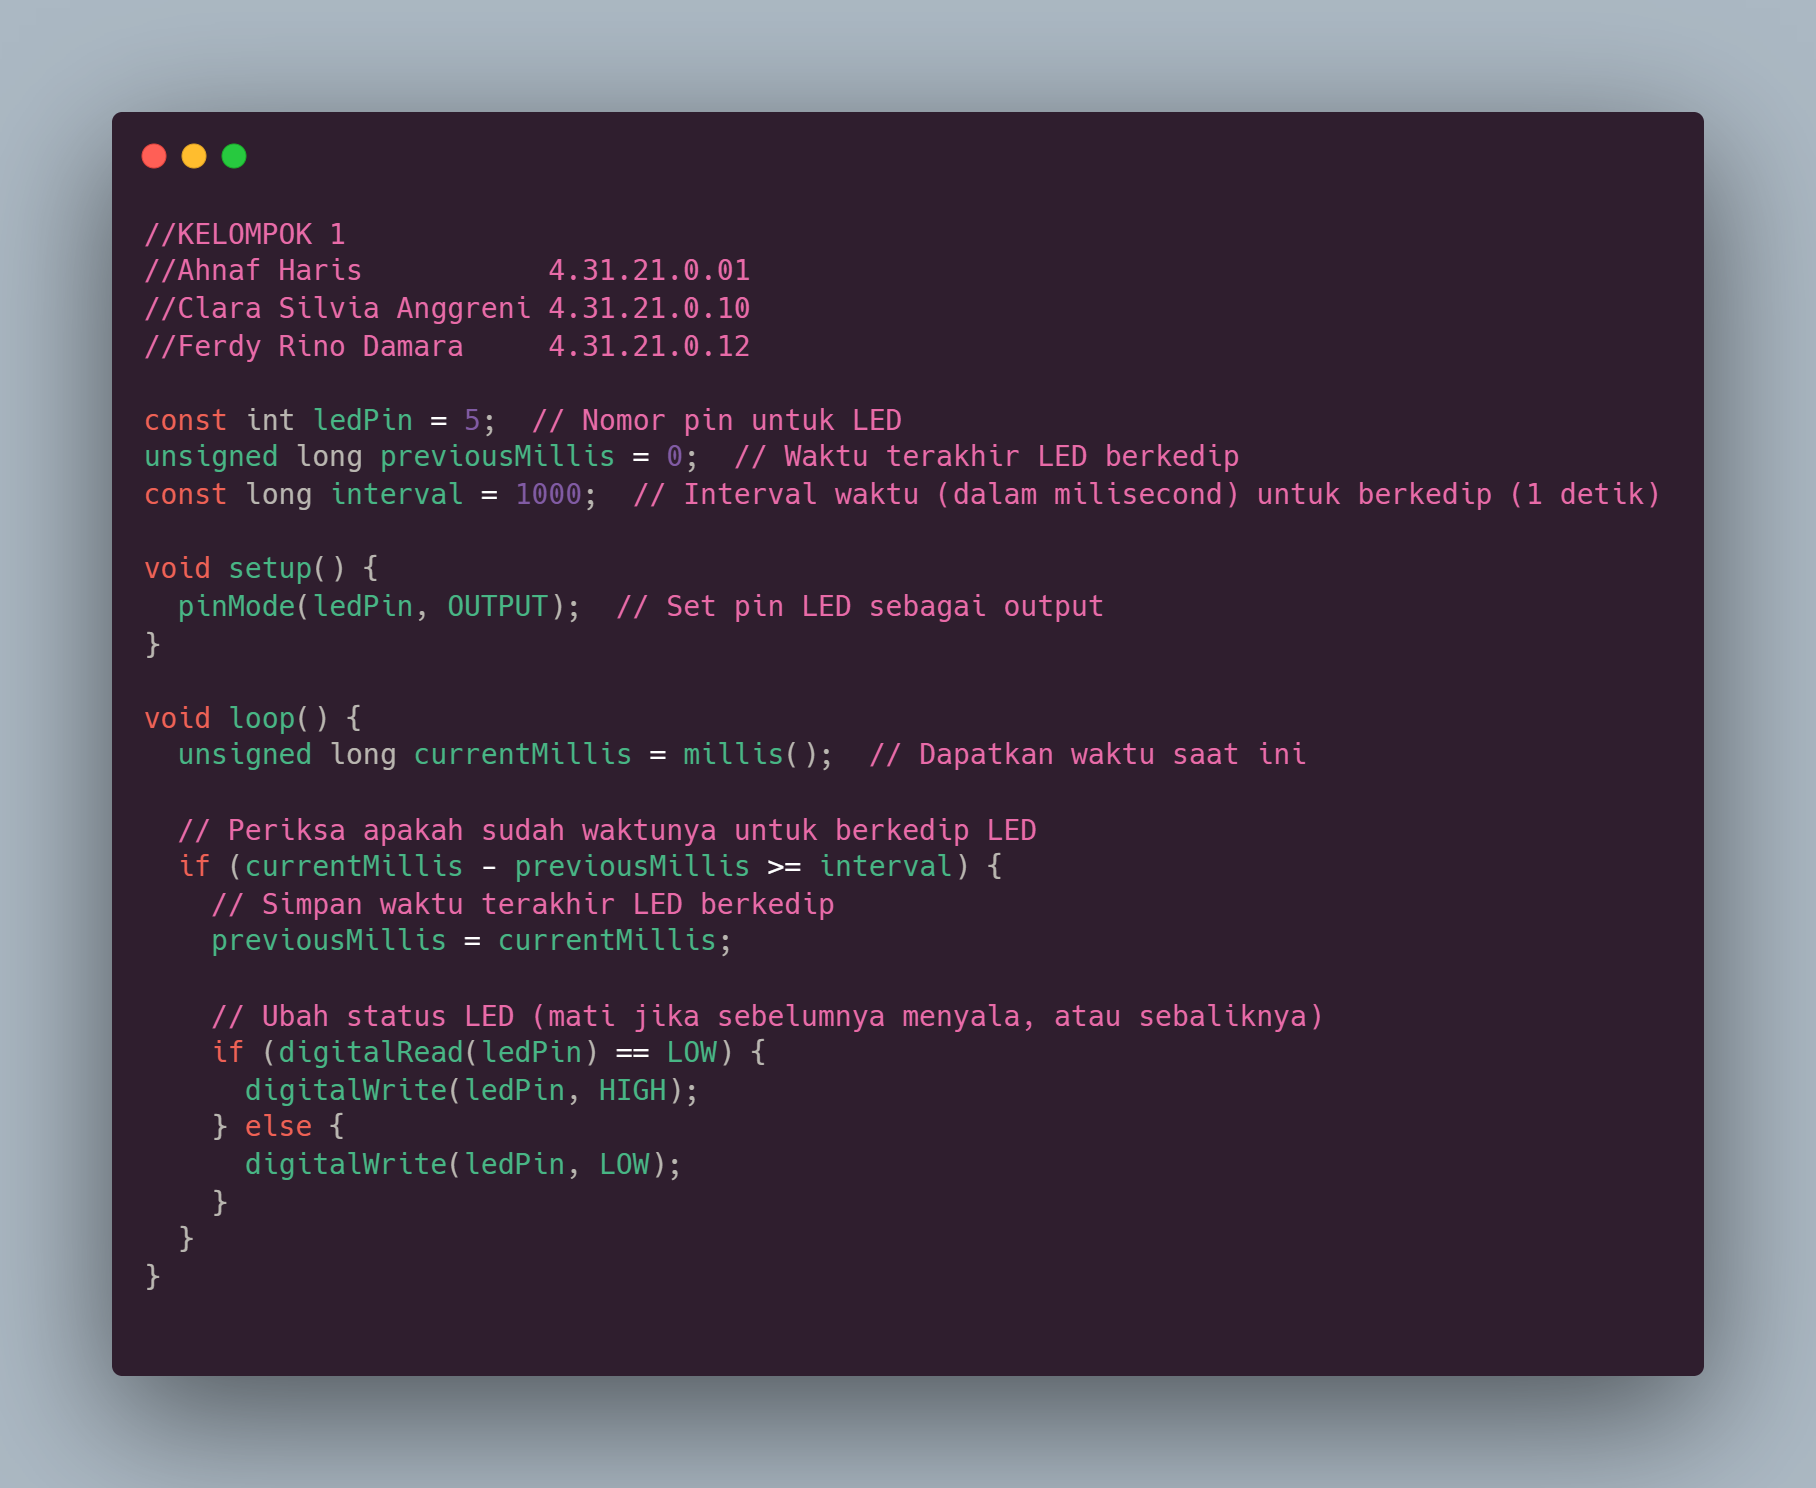 //KELOMPOK 1
//Ahnaf Haris           4.31.21.0.01
//Clara Silvia Anggreni 4.31.21.0.10
//Ferdy Rino Damara     4.31.21.0.12

const int ledPin = 5;  // Nomor pin untuk LED
unsigned long previousMillis = 0;  // Waktu terakhir LED berkedip
const long interval = 1000;  // Interval waktu (dalam milisecond) untuk berkedip (1 detik)

void setup() {
  pinMode(ledPin, OUTPUT);  // Set pin LED sebagai output
}

void loop() {
  unsigned long currentMillis = millis();  // Dapatkan waktu saat ini

  // Periksa apakah sudah waktunya untuk berkedip LED
  if (currentMillis - previousMillis >= interval) {
    // Simpan waktu terakhir LED berkedip
    previousMillis = currentMillis;

    // Ubah status LED (mati jika sebelumnya menyala, atau sebaliknya)
    if (digitalRead(ledPin) == LOW) {
      digitalWrite(ledPin, HIGH);
    } else {
      digitalWrite(ledPin, LOW);
    }
  }
}